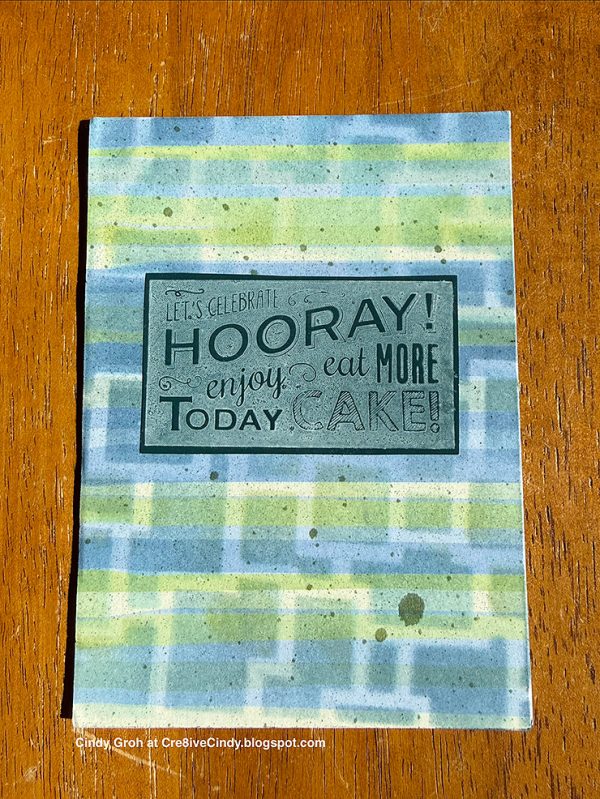 LET'S CELEBRATE
HOORAY!
enjoy eat MORE
TODAY CAKE!
Cindy Groh at Cre8iveCindy.blogspot.com